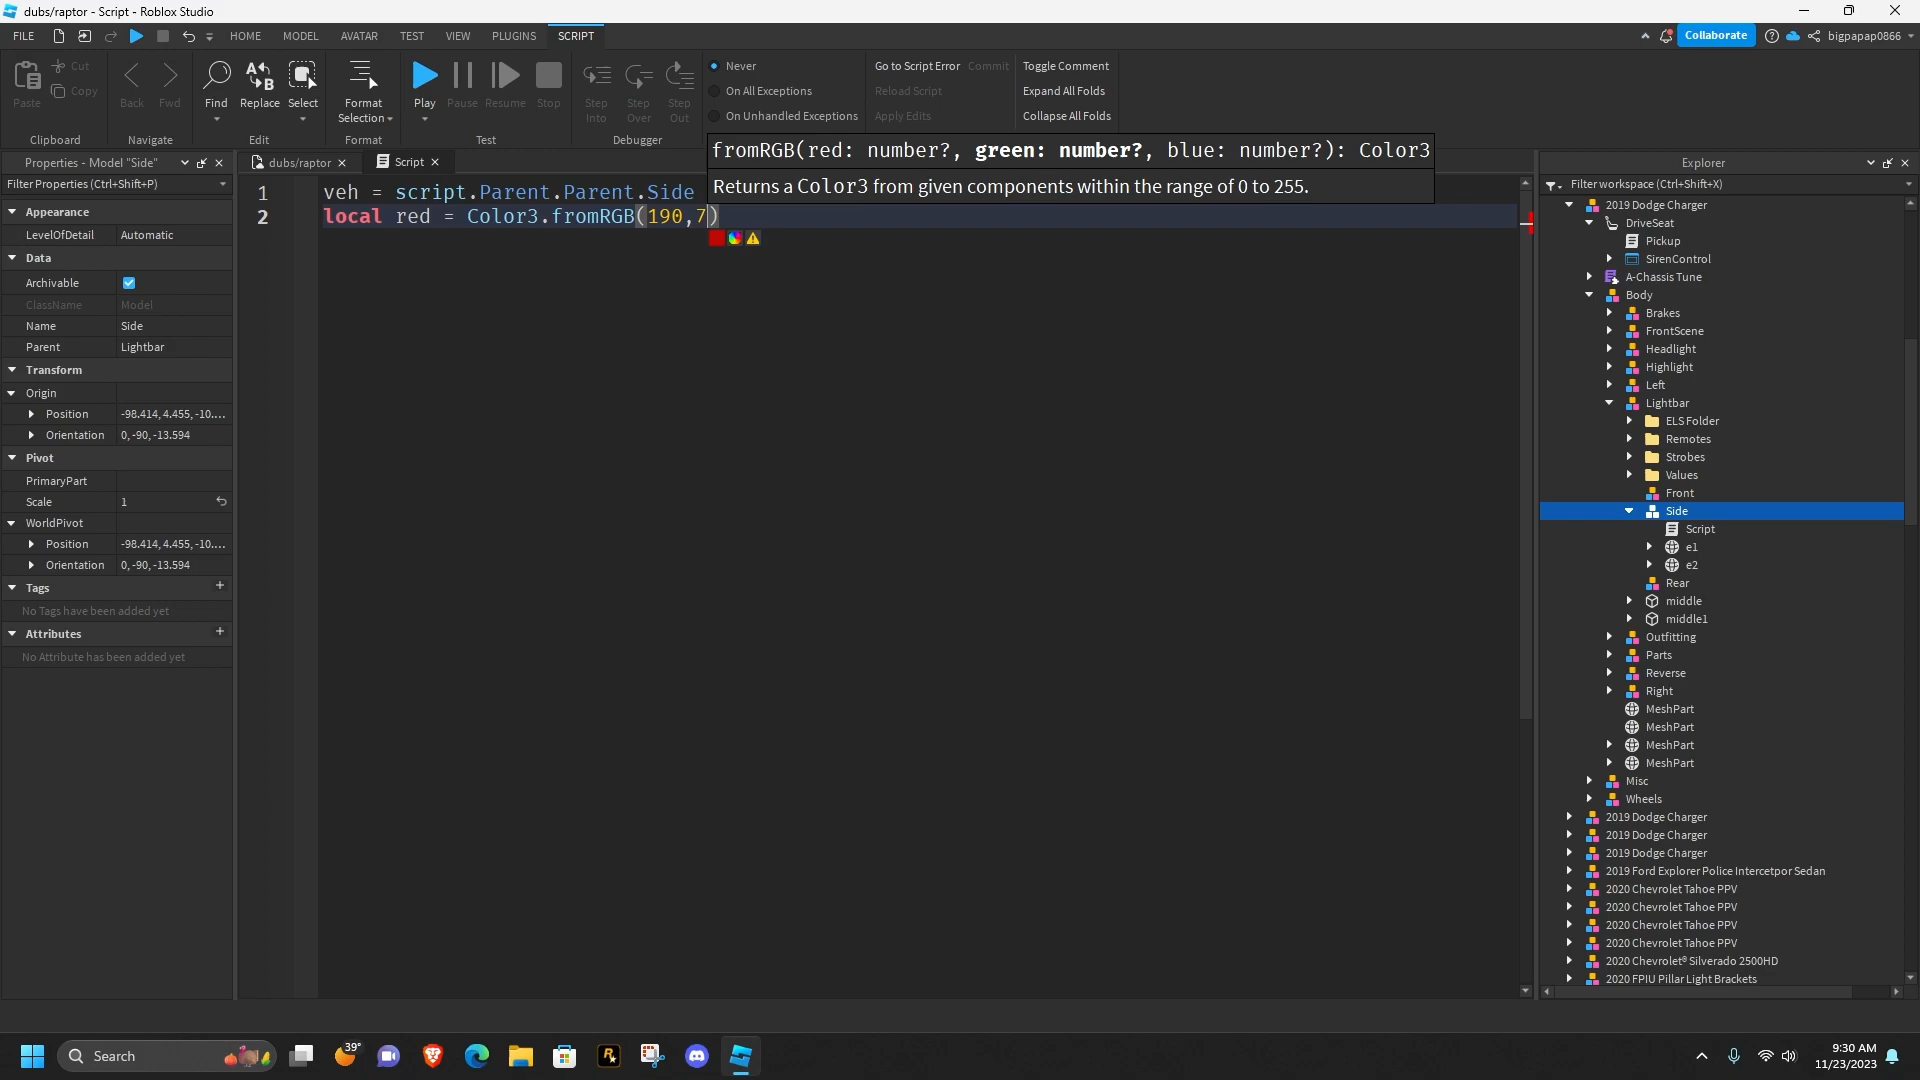 dubs/raptor - Script - Roblox Studio
FILE HOME MODEL AVATAR TEST VIEW PLUGINS SCRIPT Collaborate bigpapap0866
Paste Cut Copy Back Fwd Find Replace Select Format Selection Play Pause Resume Stop Step Into Step Over Step Out
Never Go to Script Error Commit Toggle Comment
On All Exceptions Reload Script Expand All Folds
On Unhandled Exceptions Apply Edits Collapse All Folds
Clipboard Navigate Edit Format Test Debugger
fromRGB(red: number?, green: number?, blue: number?): Color3
Returns a Color3 from given components within the range of 0 to 255.
Properties - Model "Side"
Filter Properties (Ctrl+Shift+P)
Appearance
LevelOfDetail Automatic
Data
Archivable
ClassName Model
Name Side
Parent Lightbar
Transform
Origin
Position -98.414, 4.455, -10....
Orientation 0, -90, -13.594
Pivot
PrimaryPart
Scale 1
WorldPivot
Position -98.414, 4.455, -10....
Orientation 0, -90, -13.594
Tags +
No Tags have been added yet
Attributes +
No Attribute has been added yet
dubs/raptor Script
1 veh = script.Parent.Parent.Side
2 local red = Color3.fromRGB(190,7)
Explorer
Filter workspace (Ctrl+Shift+X)
2019 Dodge Charger
DriveSeat
Pickup
SirenControl
A-Chassis Tune
Body
Brakes
FrontScene
Headlight
Highlight
Left
Lightbar
ELS Folder
Remotes
Strobes
Values
Front
Side
Script
e1
e2
Rear
middle
middle1
Outfitting
Parts
Reverse
Right
MeshPart
MeshPart
MeshPart
MeshPart
Misc
Wheels
2019 Dodge Charger
2019 Dodge Charger
2019 Dodge Charger
2019 Ford Explorer Police Intercetpor Sedan
2020 Chevrolet Tahoe PPV
2020 Chevrolet Tahoe PPV
2020 Chevrolet Tahoe PPV
2020 Chevrolet Tahoe PPV
2020 Chevrolet® Silverado 2500HD
2020 FPIU Pillar Light Brackets
Search 39° 9:30 AM
11/23/2023